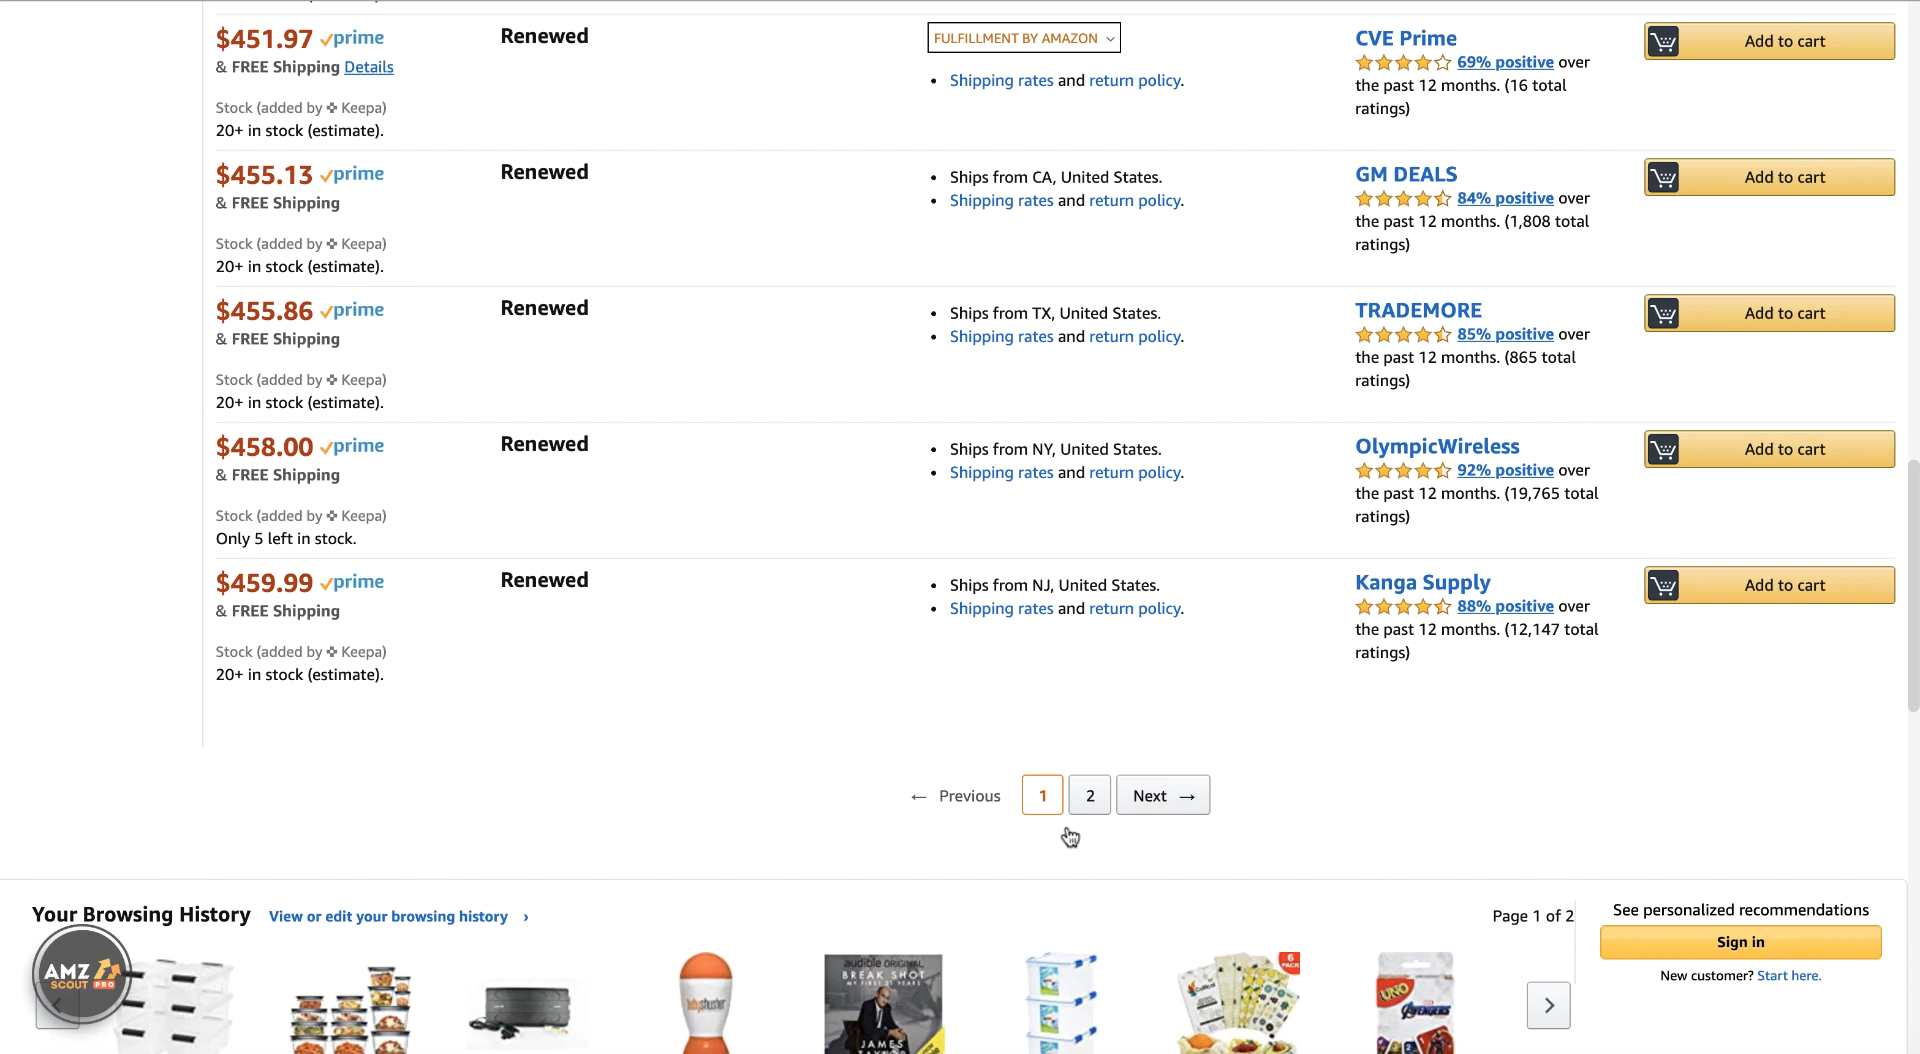 $451.97 prime
& FREE Shipping Details
Stock (added by Keepa)
20+ in stock (estimate).
Renewed
FULFILLMENT BY AMAZON
• Shipping rates and return policy.
CVE Prime
69% positive over
the past 12 months. (16 total
ratings)
Add to cart
$455.13 prime
& FREE Shipping
Stock (added by Keepa)
20+ in stock (estimate).
Renewed
• Ships from CA, United States.
• Shipping rates and return policy.
GM DEALS
84% positive over
the past 12 months. (1,808 total
ratings)
Add to cart
$455.86 prime
& FREE Shipping
Stock (added by Keepa)
20+ in stock (estimate).
Renewed
• Ships from TX, United States.
• Shipping rates and return policy.
TRADEMORE
85% positive over
the past 12 months. (865 total
ratings)
Add to cart
$458.00 prime
& FREE Shipping
Stock (added by Keepa)
Only 5 left in stock.
Renewed
• Ships from NY, United States.
• Shipping rates and return policy.
OlympicWireless
92% positive over
the past 12 months. (19,765 total
ratings)
Add to cart
$459.99 prime
& FREE Shipping
Stock (added by Keepa)
20+ in stock (estimate).
Renewed
• Ships from NJ, United States.
• Shipping rates and return policy.
Kanga Supply
88% positive over
the past 12 months. (12,147 total
ratings)
Add to cart
← Previous 1 2 Next →
Your Browsing History View or edit your browsing history ›
Page 1 of 2
See personalized recommendations
Sign in
New customer? Start here.
AMZ
SCOUT PRO
audible ORIGINAL
BREAK SHOT
MY FIRST 21 YEARS
JAMES
6
PACK
UNO